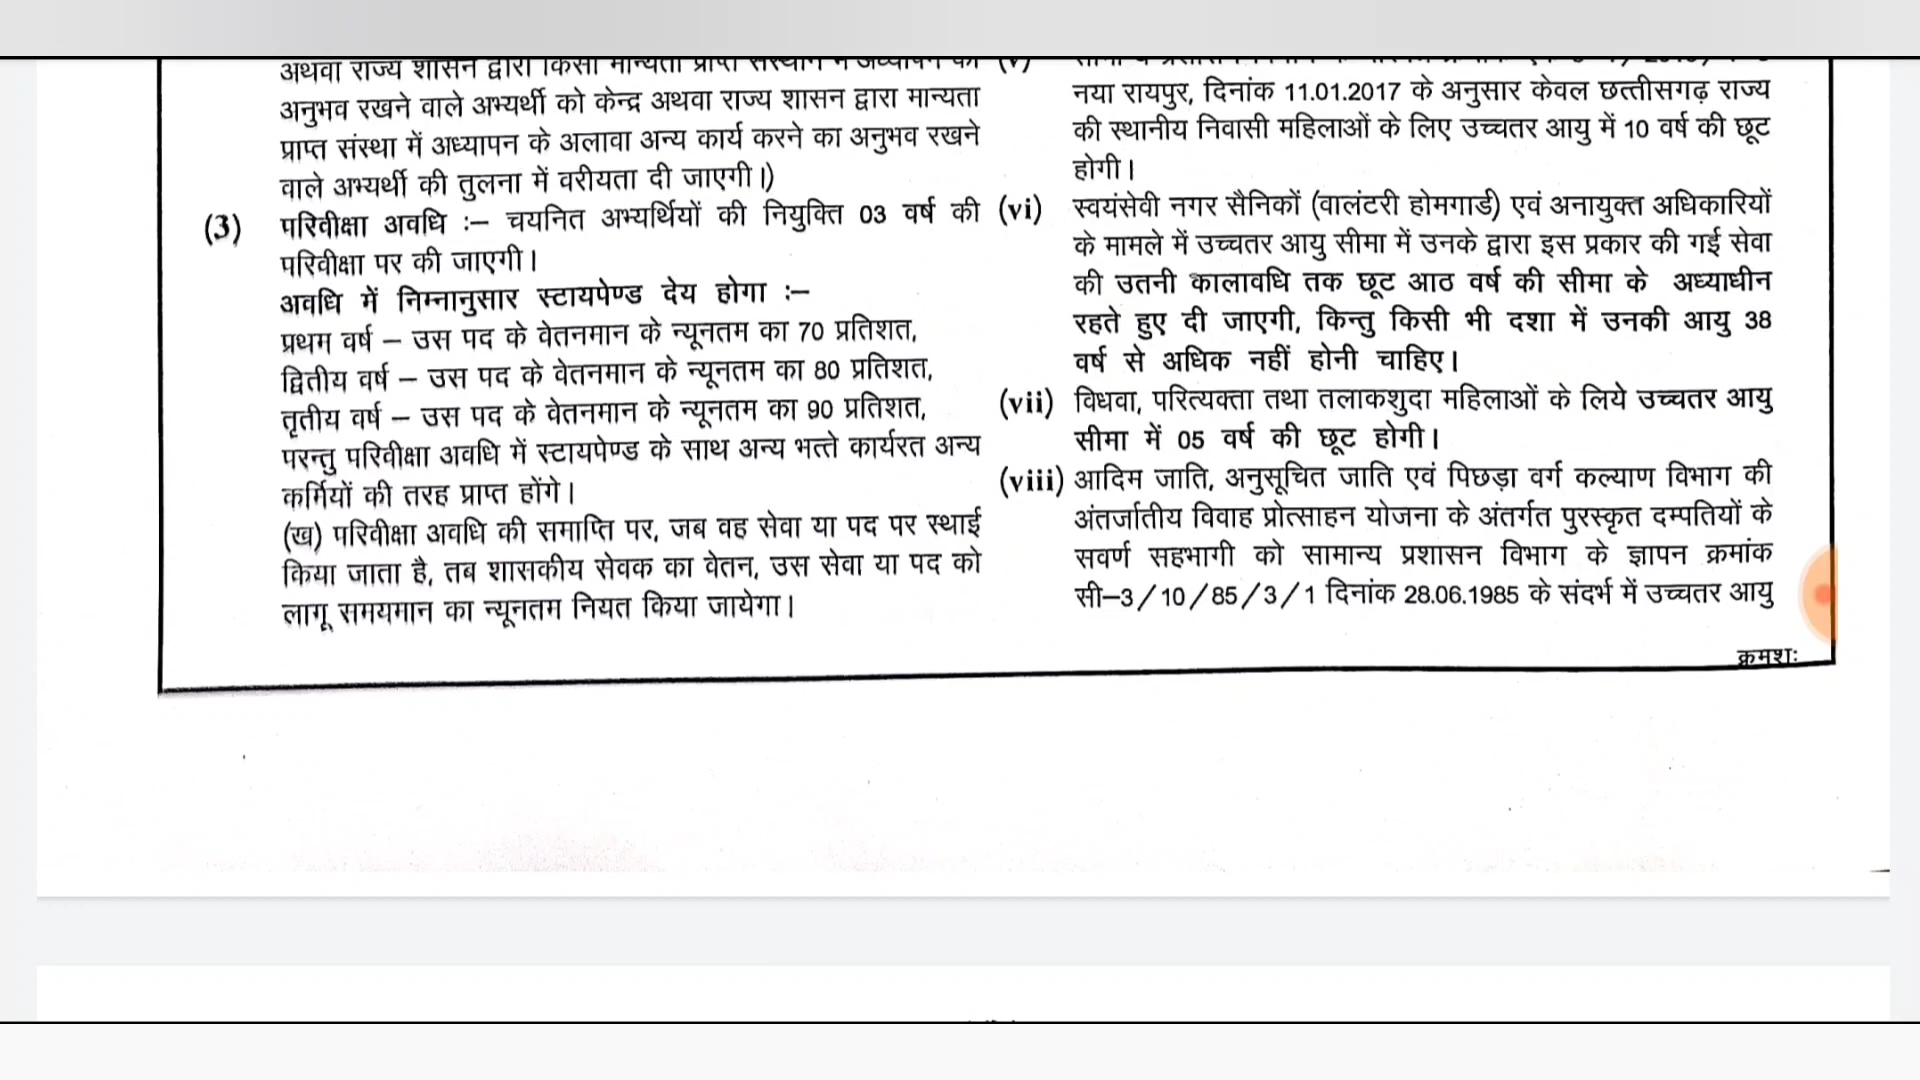 अनुभव रखने वाले अभ्यर्थी को केन्द्र अथवा राज्य शासन द्वारा मान्यता
प्राप्त संस्था में अध्यापन के अलावा अन्य कार्य करने का अनुभव रखने
वाले अभ्यर्थी की तुलना में वरीयता दी जाएगी।)
(3) परिवीक्षा अवधि :– चयनित अभ्यर्थियों की नियुक्ति 03 वर्ष की
परिवीक्षा पर की जाएगी।
अवधि में निम्नानुसार स्टायपेण्ड देय होगा :–
प्रथम वर्ष – उस पद के वेतनमान के न्यूनतम का 70 प्रतिशत,
द्वितीय वर्ष – उस पद के वेतनमान के न्यूनतम का 80 प्रतिशत,
तृतीय वर्ष – उस पद के वेतनमान के न्यूनतम का 90 प्रतिशत,
परन्तु परिवीक्षा अवधि में स्टायपेण्ड के साथ अन्य भत्ते कार्यरत अन्य
कर्मियों की तरह प्राप्त होंगे।
(ख) परिवीक्षा अवधि की समाप्ति पर, जब वह सेवा या पद पर स्थाई
किया जाता है, तब शासकीय सेवक का वेतन, उस सेवा या पद को
लागू समयमान का न्यूनतम नियत किया जायेगा।
नया रायपुर, दिनांक 11.01.2017 के अनुसार केवल छत्तीसगढ़ राज्य
की स्थानीय निवासी महिलाओं के लिए उच्चतर आयु में 10 वर्ष की छूट
होगी।
(vi) स्वयंसेवी नगर सैनिकों (वालंटरी होमगार्ड) एवं अनायुक्त अधिकारियों
के मामले में उच्चतर आयु सीमा में उनके द्वारा इस प्रकार की गई सेवा
की उतनी कालावधि तक छूट आठ वर्ष की सीमा के अध्याधीन
रहते हुए दी जाएगी, किन्तु किसी भी दशा में उनकी आयु 38
वर्ष से अधिक नहीं होनी चाहिए।
(vii) विधवा, परित्यक्ता तथा तलाकशुदा महिलाओं के लिये उच्चतर आयु
सीमा में 05 वर्ष की छूट होगी।
(viii) आदिम जाति, अनुसूचित जाति एवं पिछड़ा वर्ग कल्याण विभाग की
अंतर्जातीय विवाह प्रोत्साहन योजना के अंतर्गत पुरस्कृत दम्पतियों के
सवर्ण सहभागी को सामान्य प्रशासन विभाग के ज्ञापन क्रमांक
सी–3/10/85/3/1 दिनांक 28.06.1985 के संदर्भ में उच्चतर आयु
क्रमशः